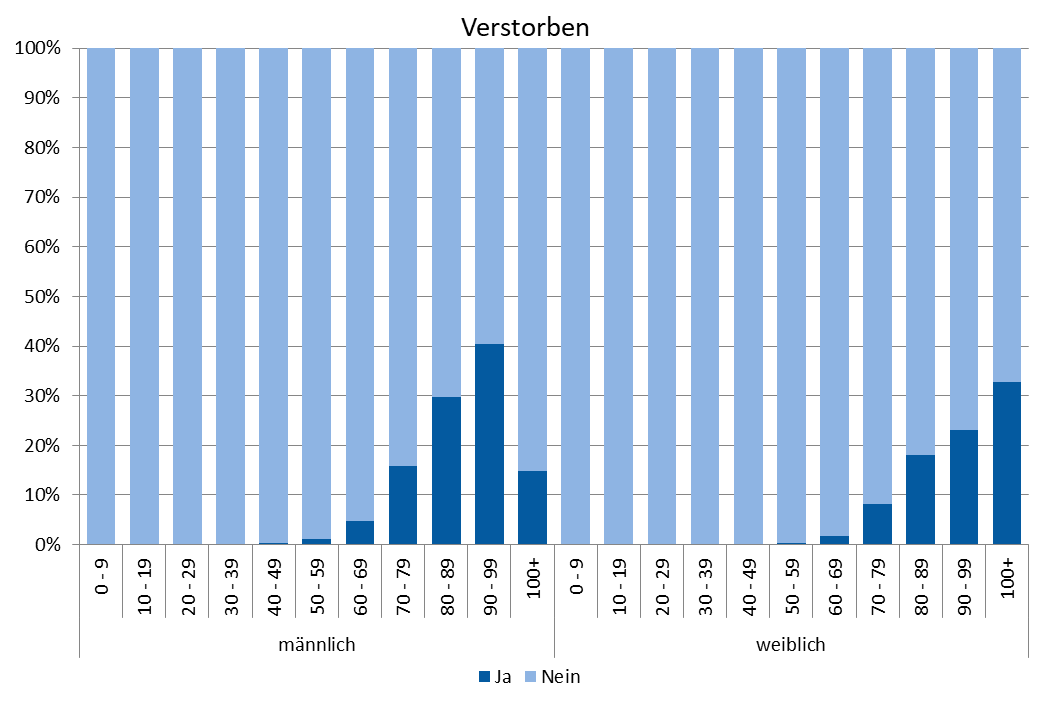 Verstorben
100%
90%
80%
70%
60%
50%
40%
30%
20%
10%
0%
0 - 9
10 - 19
20 - 29
30 - 39
40 - 49
50 - 59
60 - 69
70 - 79
80 - 89
90 - 99
100+
0 - 9
10 - 19
20 - 29
30 - 39
40 - 49
50 - 59
60 - 69
70 - 79
80 - 89
90 - 99
100+
männlich
weiblich
Ja
Nein